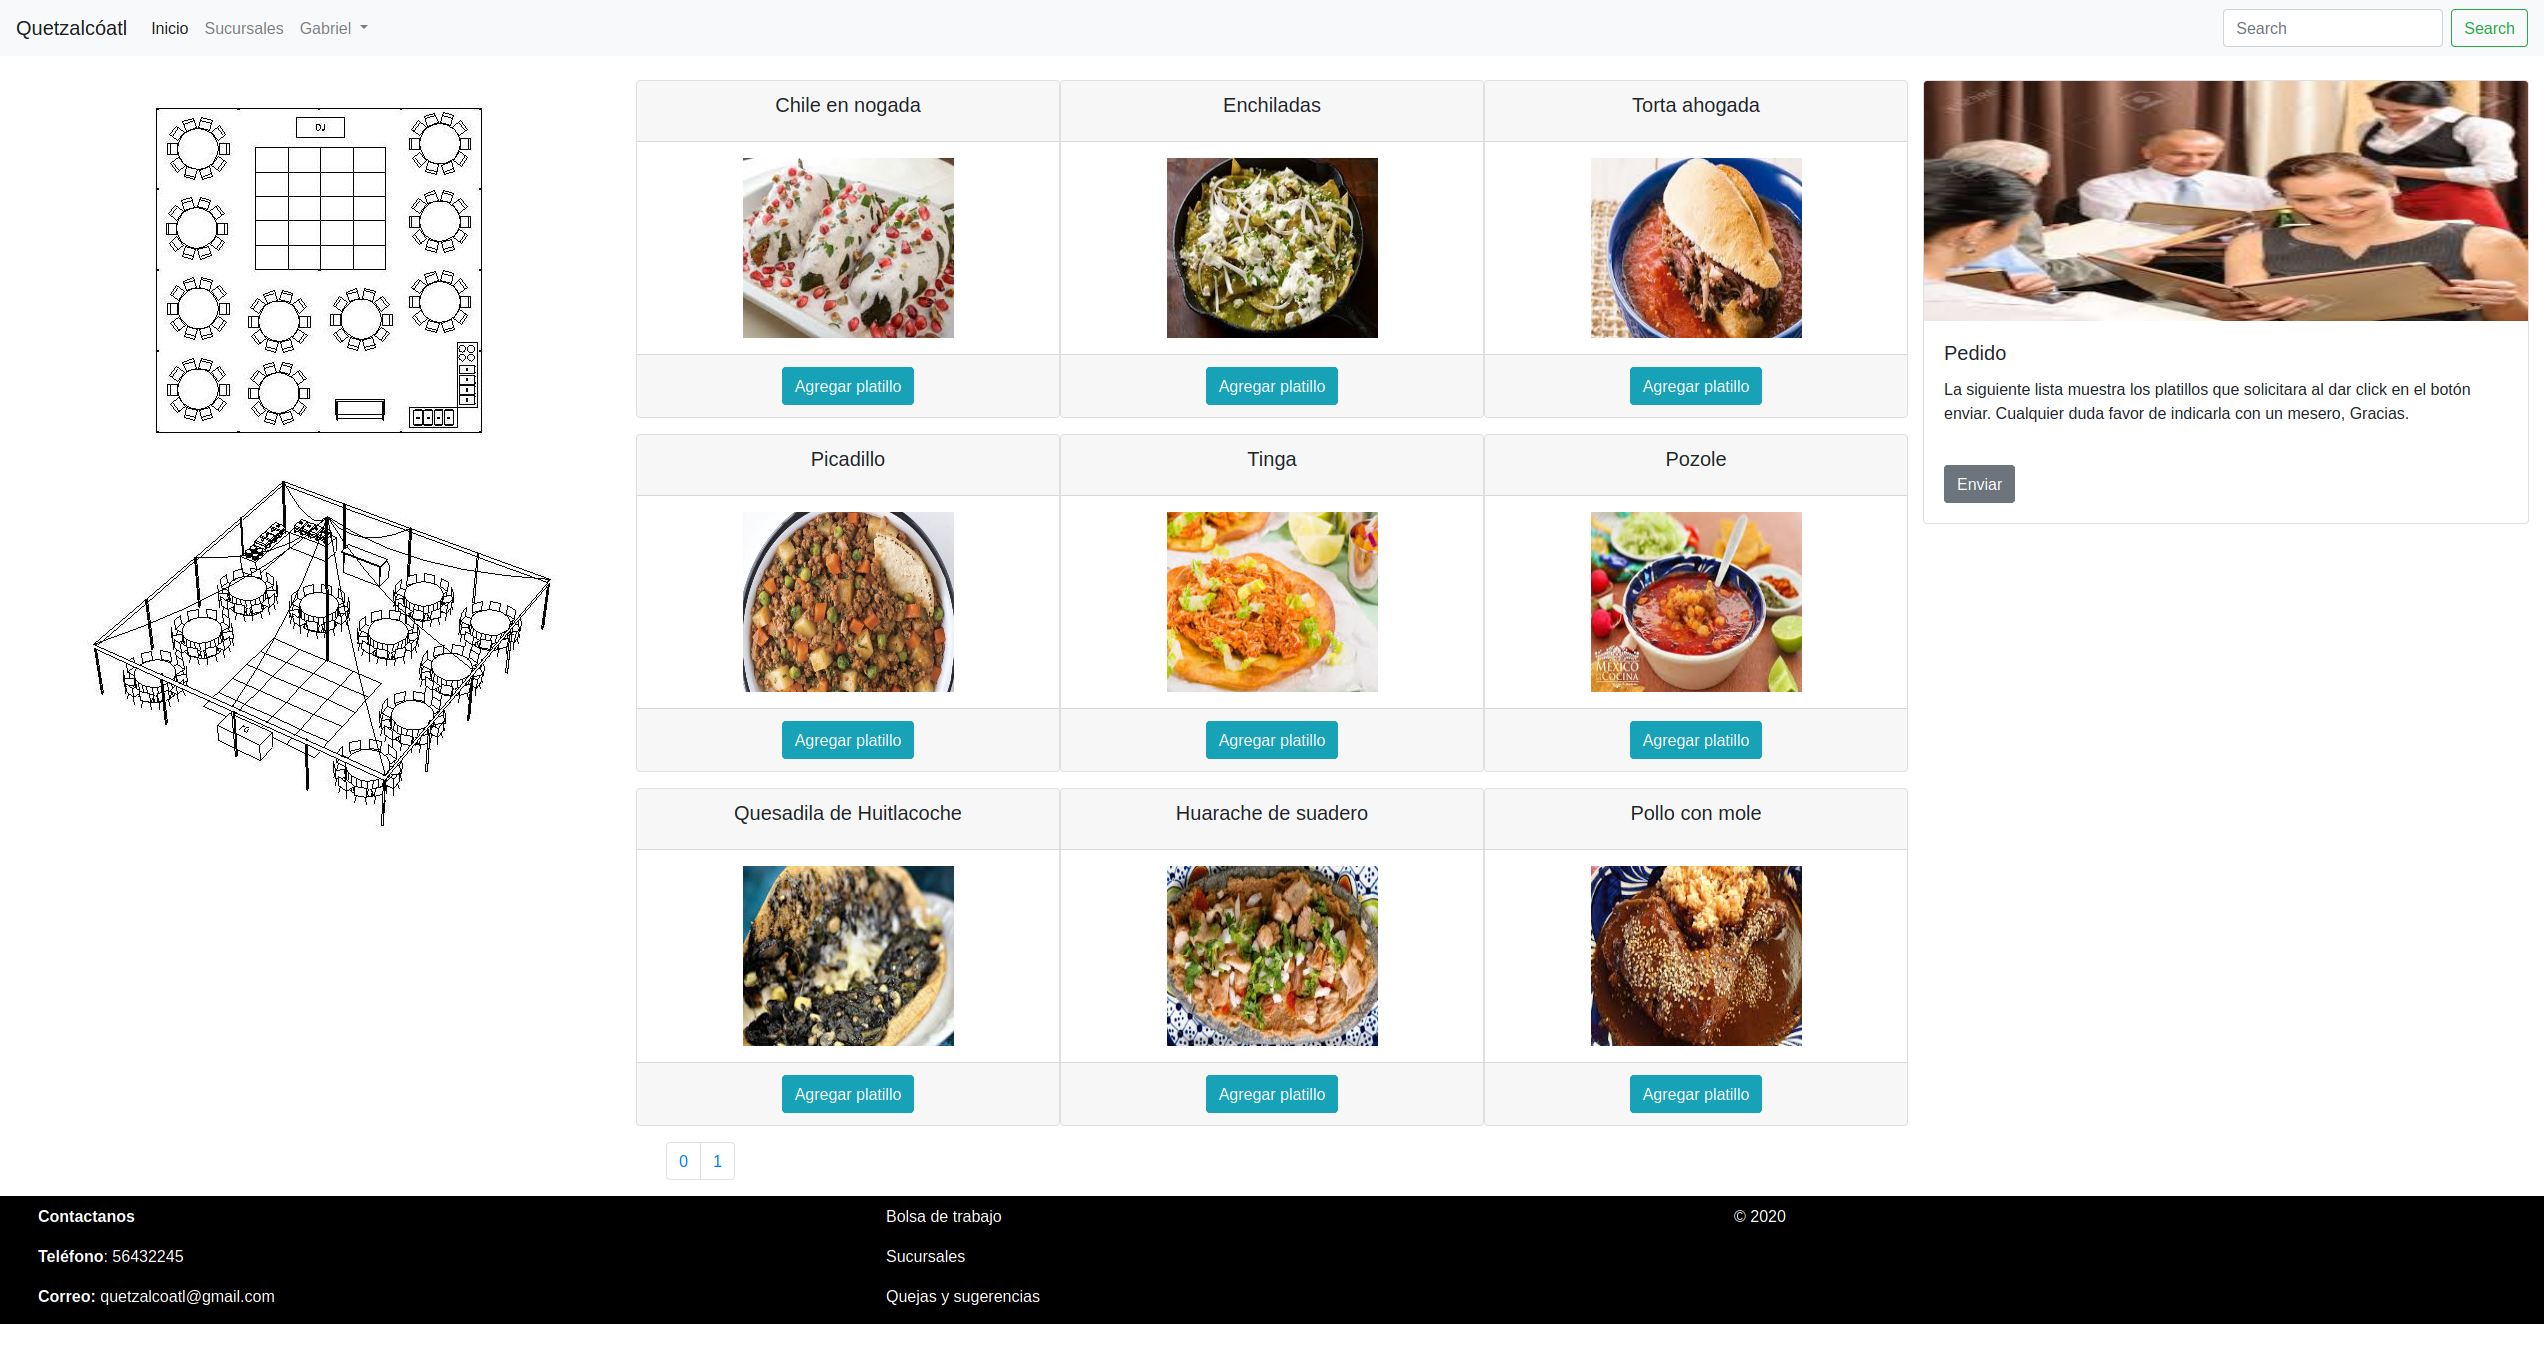 Quetzalcóatl Inicio Sucursales Gabriel Search Search
DJ
Chile en nogada Enchiladas Torta ahogada
Agregar platillo Agregar platillo Agregar platillo
Picadillo Tinga Pozole
MÉXICO
COCINA
Agregar platillo Agregar platillo Agregar platillo
Quesadila de Huitlacoche Huarache de suadero Pollo con mole
Agregar platillo Agregar platillo Agregar platillo
0 1
Pedido
La siguiente lista muestra los platillos que solicitara al dar click en el botón
enviar. Cualquier duda favor de indicarla con un mesero, Gracias.
Enviar
Contactanos
Teléfono: 56432245
Correo: quetzalcoatl@gmail.com
Bolsa de trabajo
Sucursales
Quejas y sugerencias
© 2020